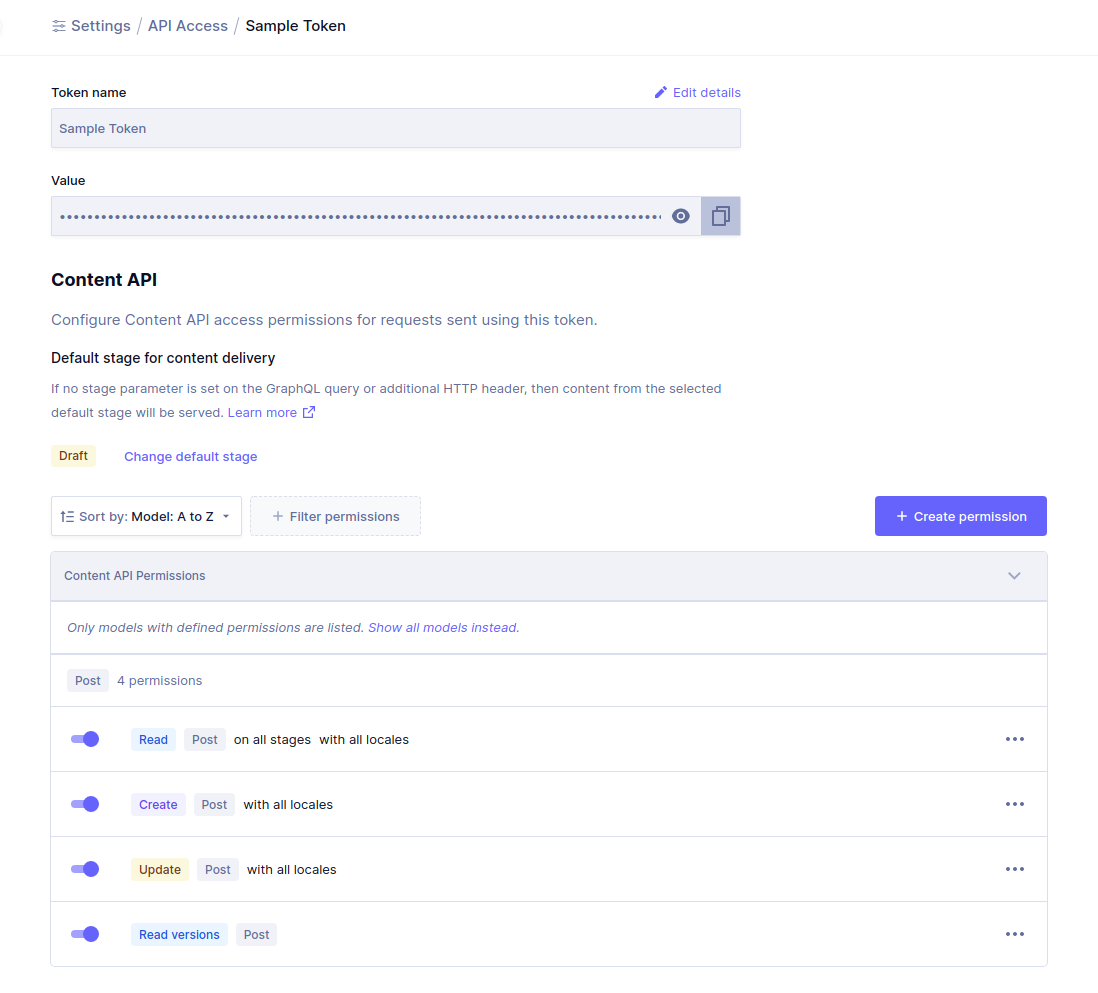 Settings / API Access / Sample Token
Token name
Edit details
Sample Token
Value
Content API
Configure Content API access permissions for requests sent using this token.
Default stage for content delivery
If no stage parameter is set on the GraphQL query or additional HTTP header, then content from the selected
default stage will be served. Learn more
Draft
Change default stage
Sort by: Model: A to Z
+ Filter permissions
+ Create permission
Content API Permissions
Only models with defined permissions are listed. Show all models instead.
Post 4 permissions
Read Post on all stages with all locales
Create Post with all locales
Update Post with all locales
Read versions Post